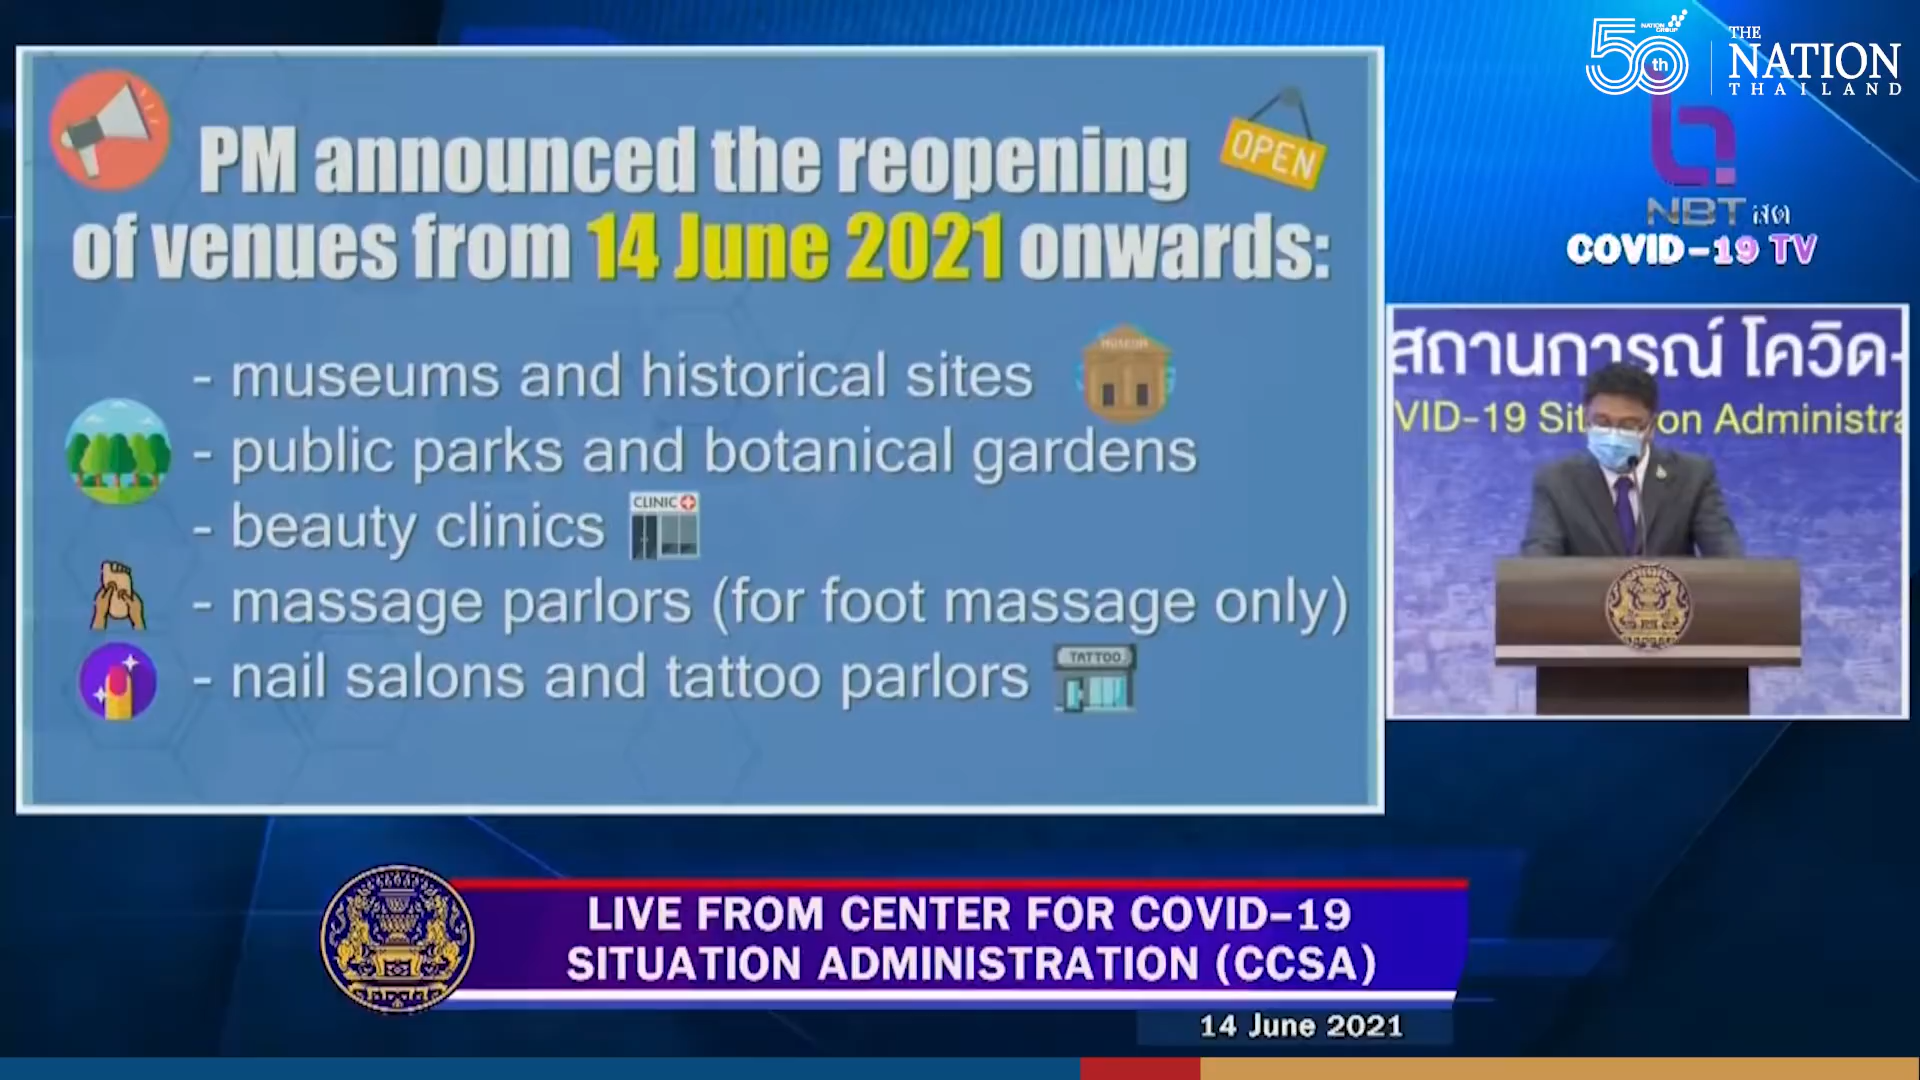 50th
NATION GROUP
THE
NATION
THAILAND
PM announced the reopening
of venues from 14 June 2021 onwards:
OPEN
- museums and historical sites
MUSEUM
- public parks and botanical gardens
- beauty clinics
CLINIC
- massage parlors (for foot massage only)
- nail salons and tattoo parlors
TATTOO
NBT สด
COVID-19 TV
สถานการณ์ โควิด-
VID-19 Sit on Administra
LIVE FROM CENTER FOR COVID-19
SITUATION ADMINISTRATION (CCSA)
14 June 2021